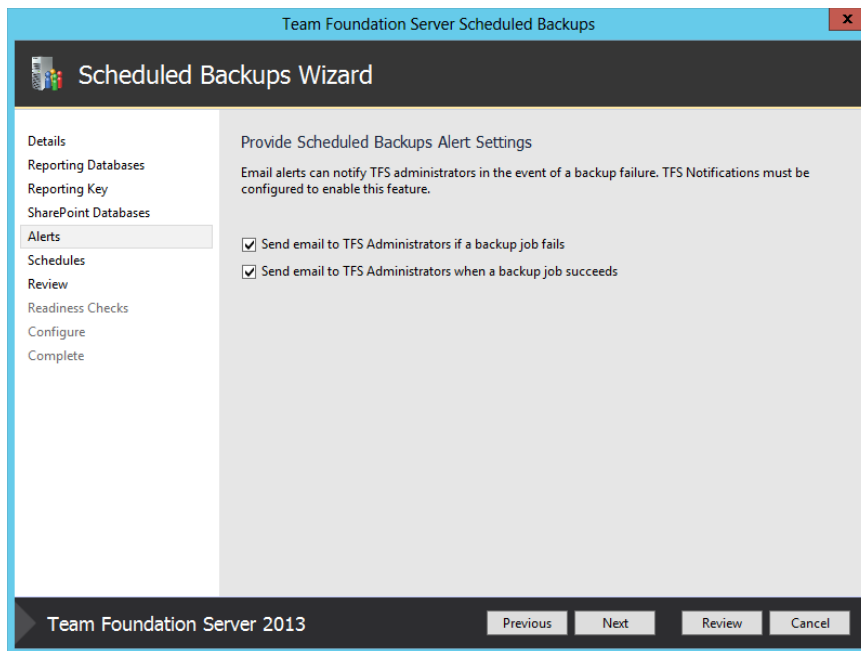 Team Foundation Server Scheduled Backups
x
Scheduled Backups Wizard
Details
Reporting Databases
Reporting Key
SharePoint Databases
Alerts
Schedules
Review
Readiness Checks
Configure
Complete
Provide Scheduled Backups Alert Settings
Email alerts can notify TFS administrators in the event of a backup failure. TFS Notifications must be
configured to enable this feature.
Send email to TFS Administrators if a backup job fails
Send email to TFS Administrators when a backup job succeeds
Team Foundation Server 2013
Previous
Next
Review
Cancel